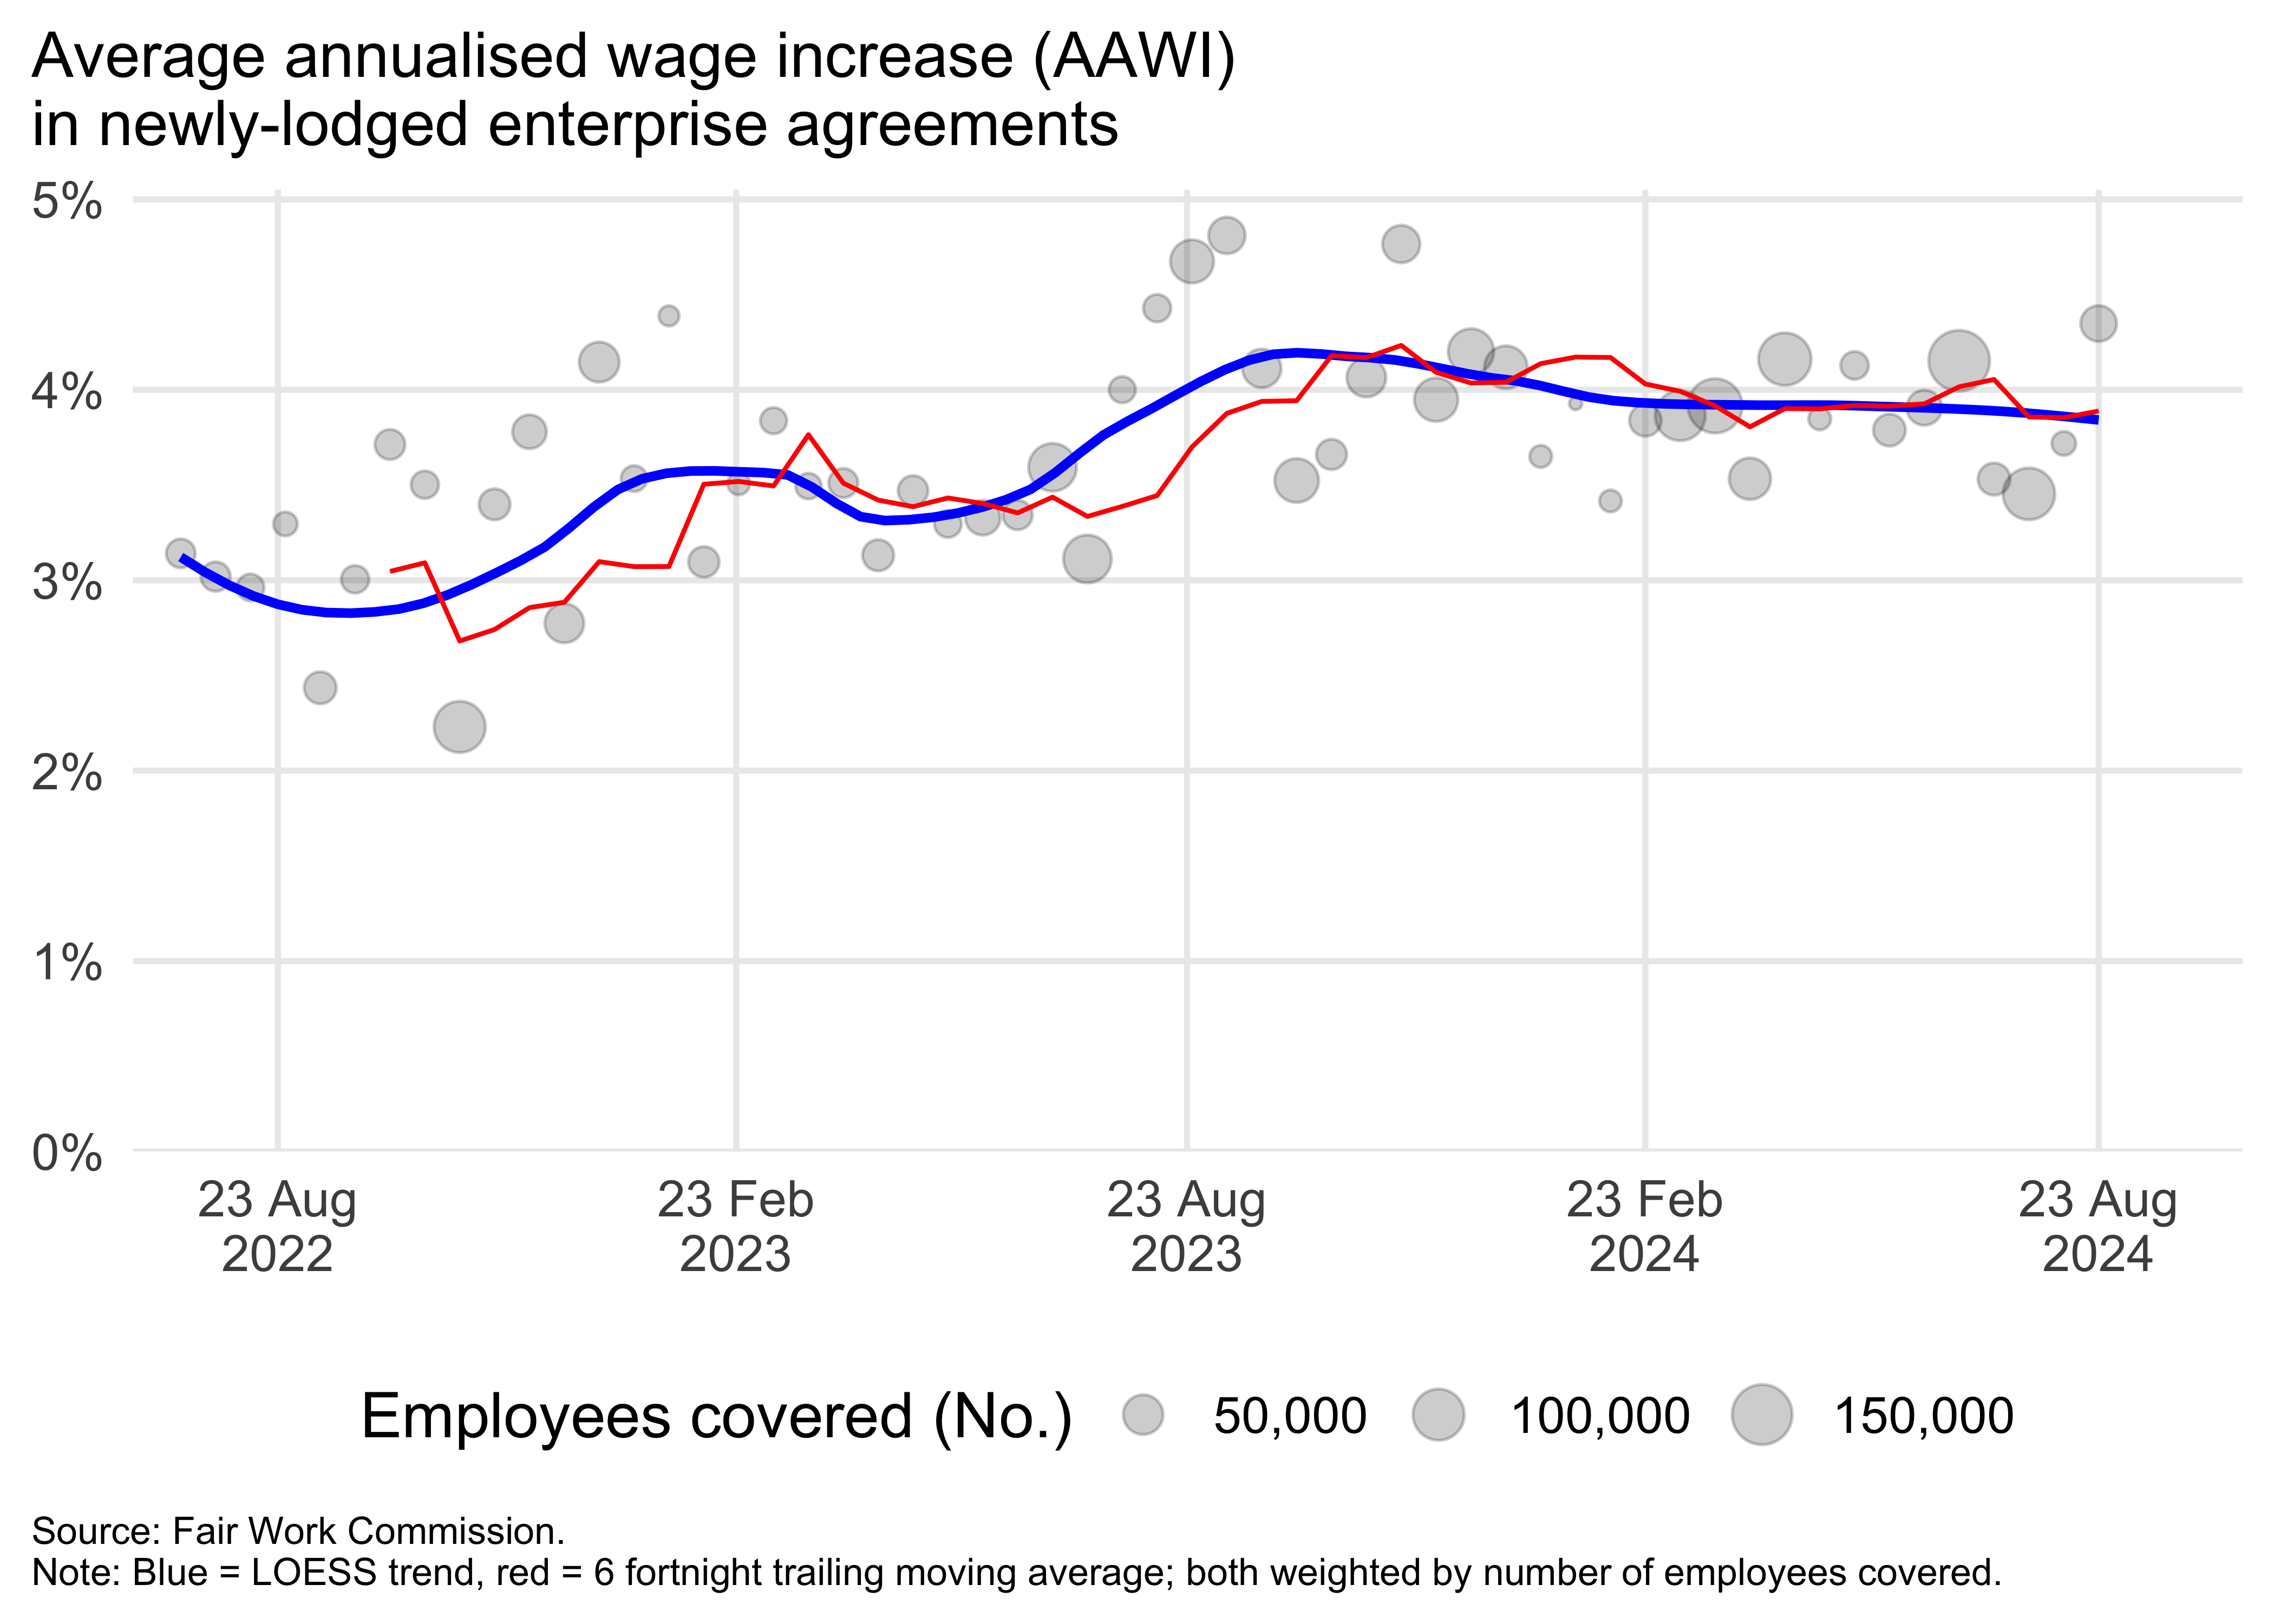 Average annualised wage increase (AAWI)
in newly-lodged enterprise agreements
5%
4%
3%
2%
1%
0%
23 Aug
2022
23 Feb
2023
23 Aug
2023
23 Feb
2024
23 Aug
2024
Employees covered (No.) 50,000 100,000 150,000
Source: Fair Work Commission.
Note: Blue = LOESS trend, red = 6 fortnight trailing moving average; both weighted by number of employees covered.